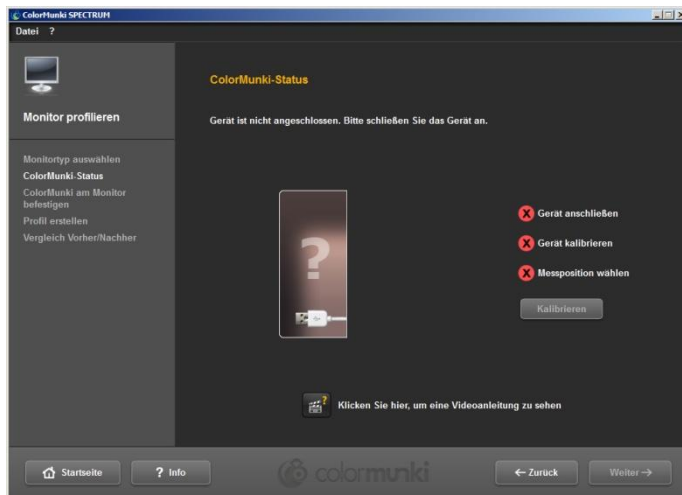 ColorMunki SPECTRUM
Datei ?
Monitor profilieren
Monitortyp auswählen
ColorMunki-Status
ColorMunki am Monitor
befestigen
Profil erstellen
Vergleich Vorher/Nachher
ColorMunki-Status
Gerät ist nicht angeschlossen. Bitte schließen Sie das Gerät an.
?
Gerät anschließen
Gerät kalibrieren
Messposition wählen
Kalibrieren
? Klicken Sie hier, um eine Videoanleitung zu sehen
Startseite
? Info
colormunki
← Zurück
Weiter →